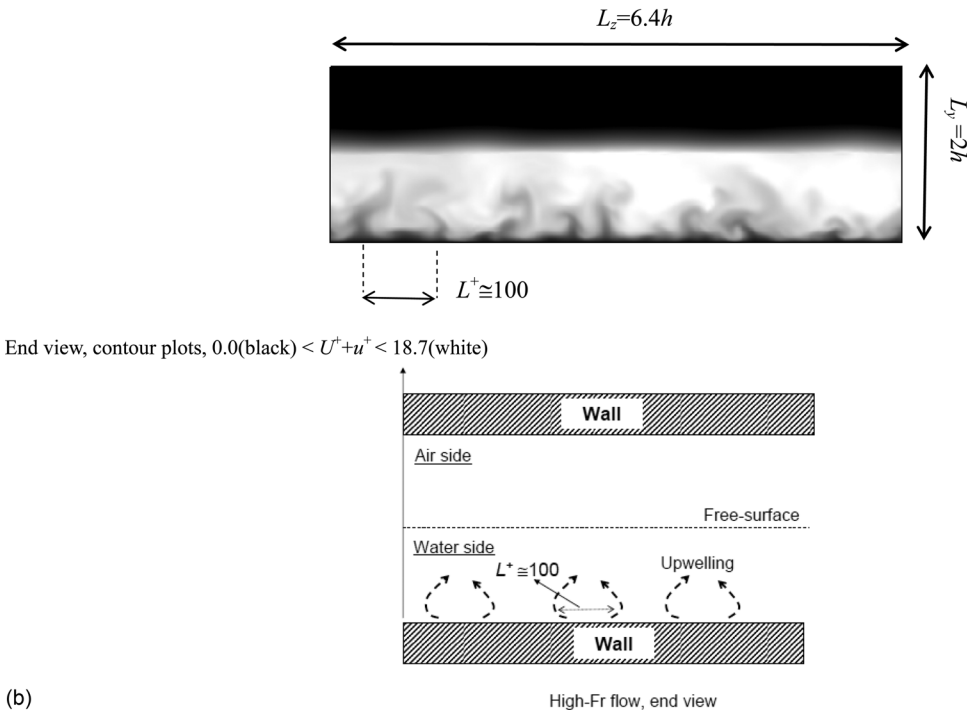 L_z=6.4h
L_y=2h
L⁺≅100
End view, contour plots, 0.0(black) < U⁺+u⁺ < 18.7(white)
Wall
Air side
Free-surface
Water side
L⁺≅100
Upwelling
Wall
(b)
High-Fr flow, end view